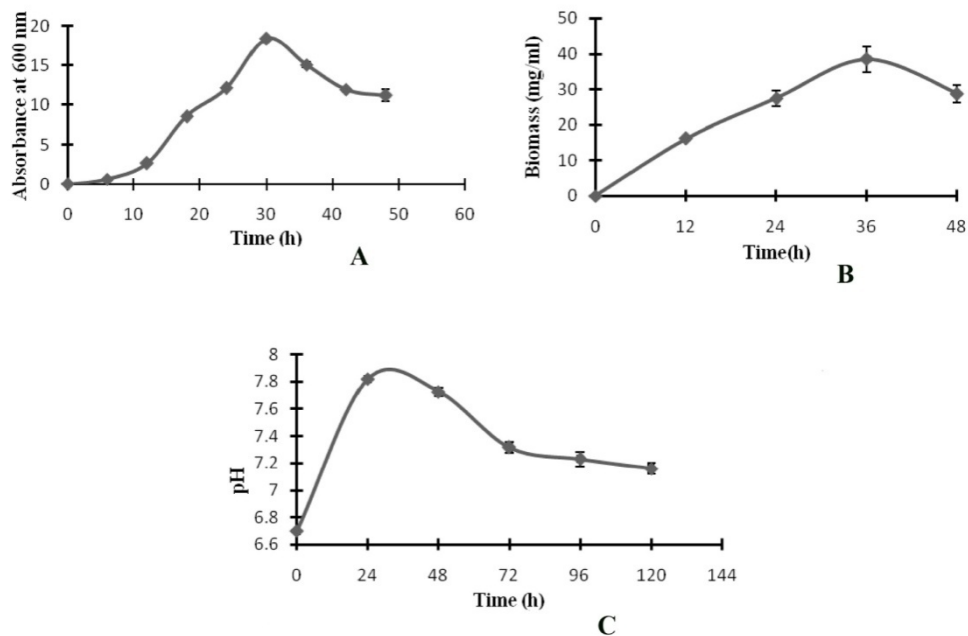 Absorbance at 600 nm
20
15
10
5
0
0 10 20 30 40 50 60
Time (h)
A
Biomass (mg/ml)
50
40
30
20
10
0
0 12 24 36 48
Time(h)
B
pH
8
7.8
7.6
7.4
7.2
7
6.8
6.6
0 24 48 72 96 120 144
Time (h)
C